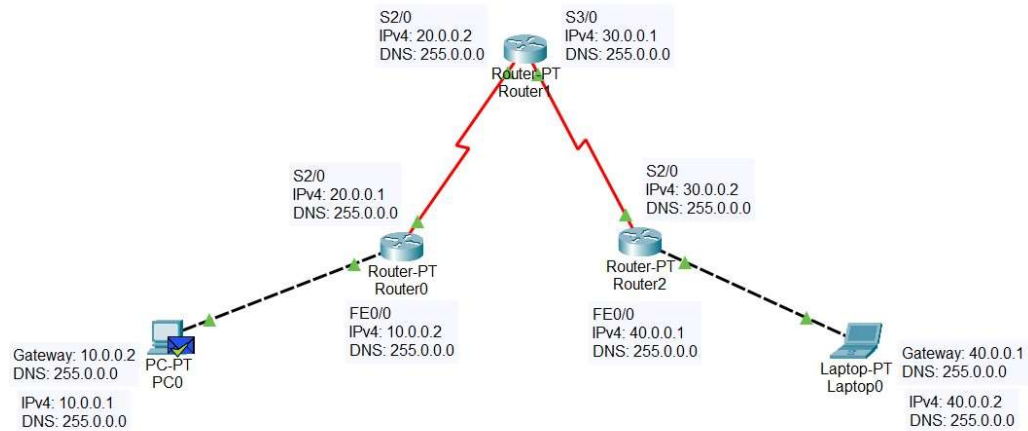 S2/0
IPv4: 20.0.0.2
DNS: 255.0.0.0
S3/0
IPv4: 30.0.0.1
DNS: 255.0.0.0
Router-PT
Router1
S2/0
IPv4: 20.0.0.1
DNS: 255.0.0.0
S2/0
IPv4: 30.0.0.2
DNS: 255.0.0.0
Router-PT
Router0
Router-PT
Router2
FE0/0
IPv4: 10.0.0.2
DNS: 255.0.0.0
FE0/0
IPv4: 40.0.0.1
DNS: 255.0.0.0
Gateway: 10.0.0.2
DNS: 255.0.0.0
PC-PT
PC0
IPv4: 10.0.0.1
DNS: 255.0.0.0
Laptop-PT
Laptop0
Gateway: 40.0.0.1
DNS: 255.0.0.0
IPv4: 40.0.0.2
DNS: 255.0.0.0